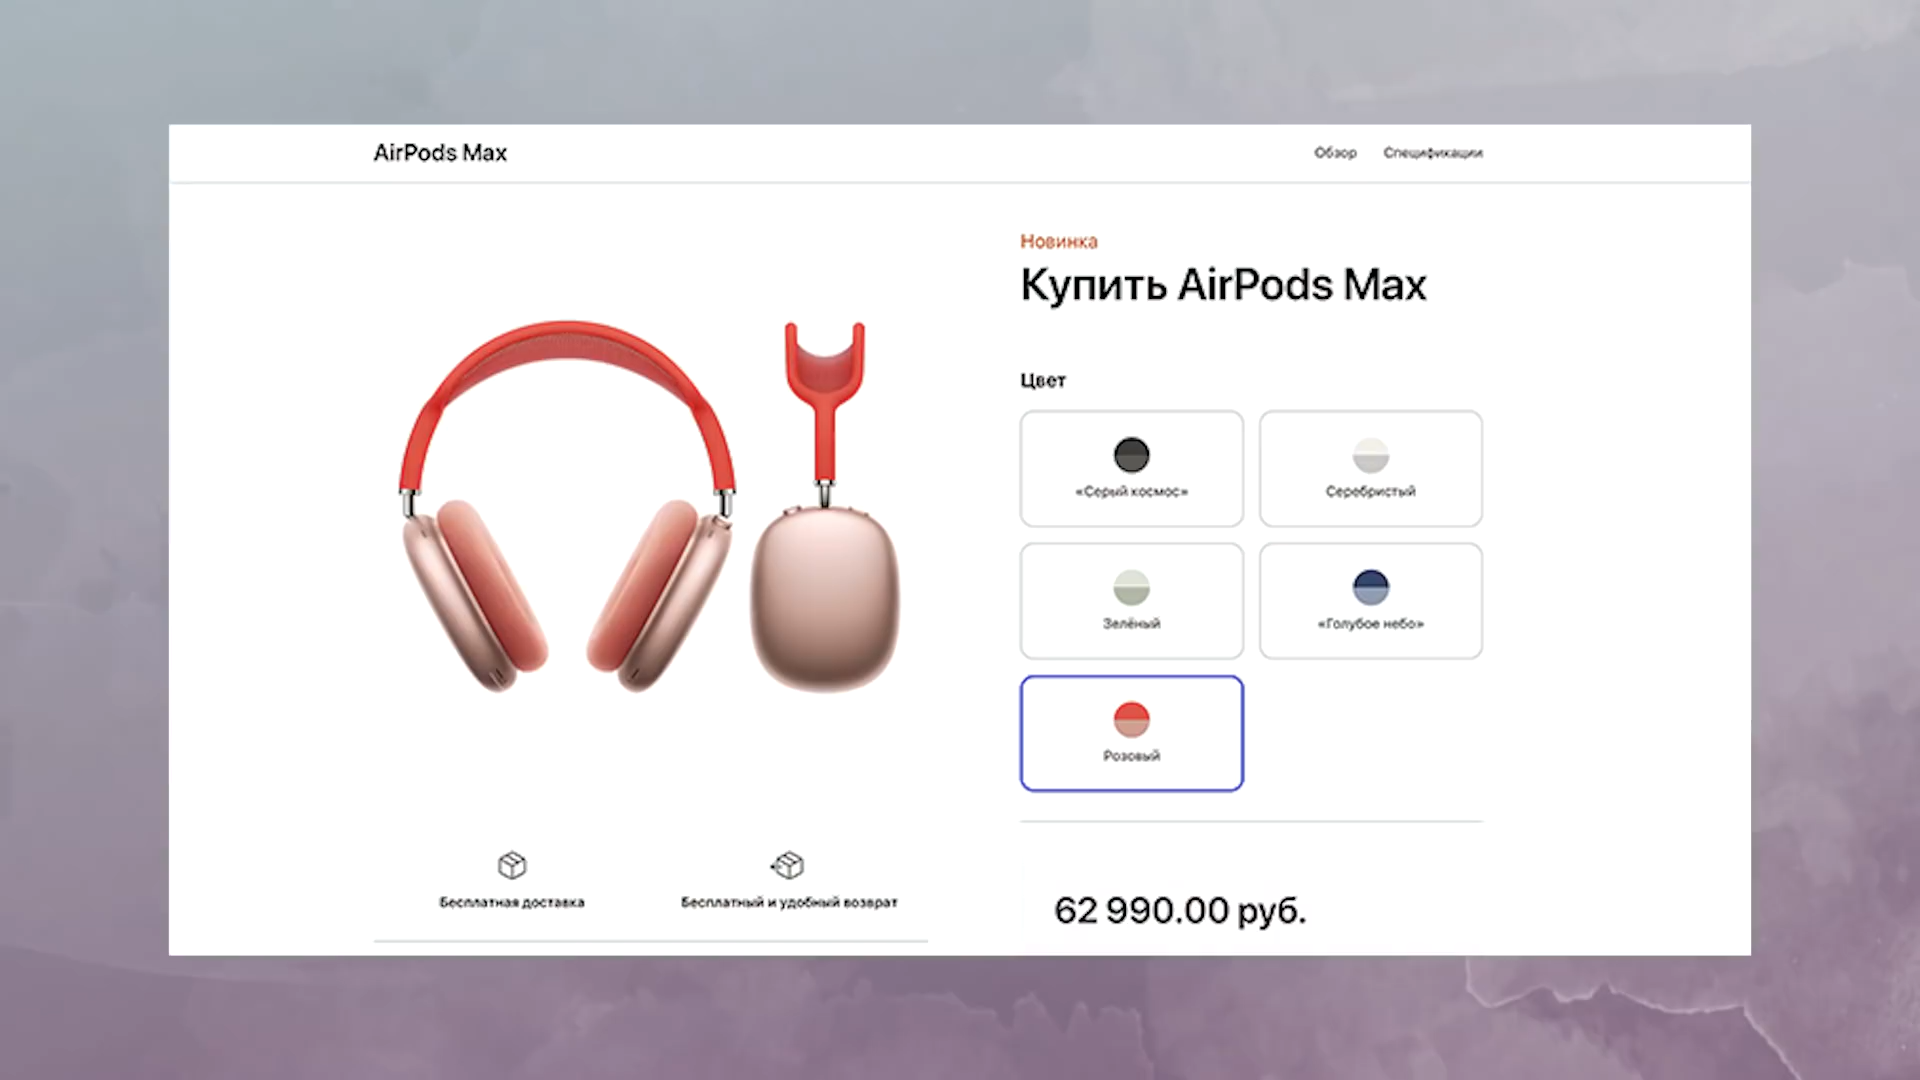 AirPods Max
Обзор Спецификации
Новинка
Купить AirPods Max
Цвет
«Серый космос» Серебристый
Зелёный «Голубое небо»
Розовый
Бесплатная доставка Бесплатный и удобный возврат
62 990.00 руб.